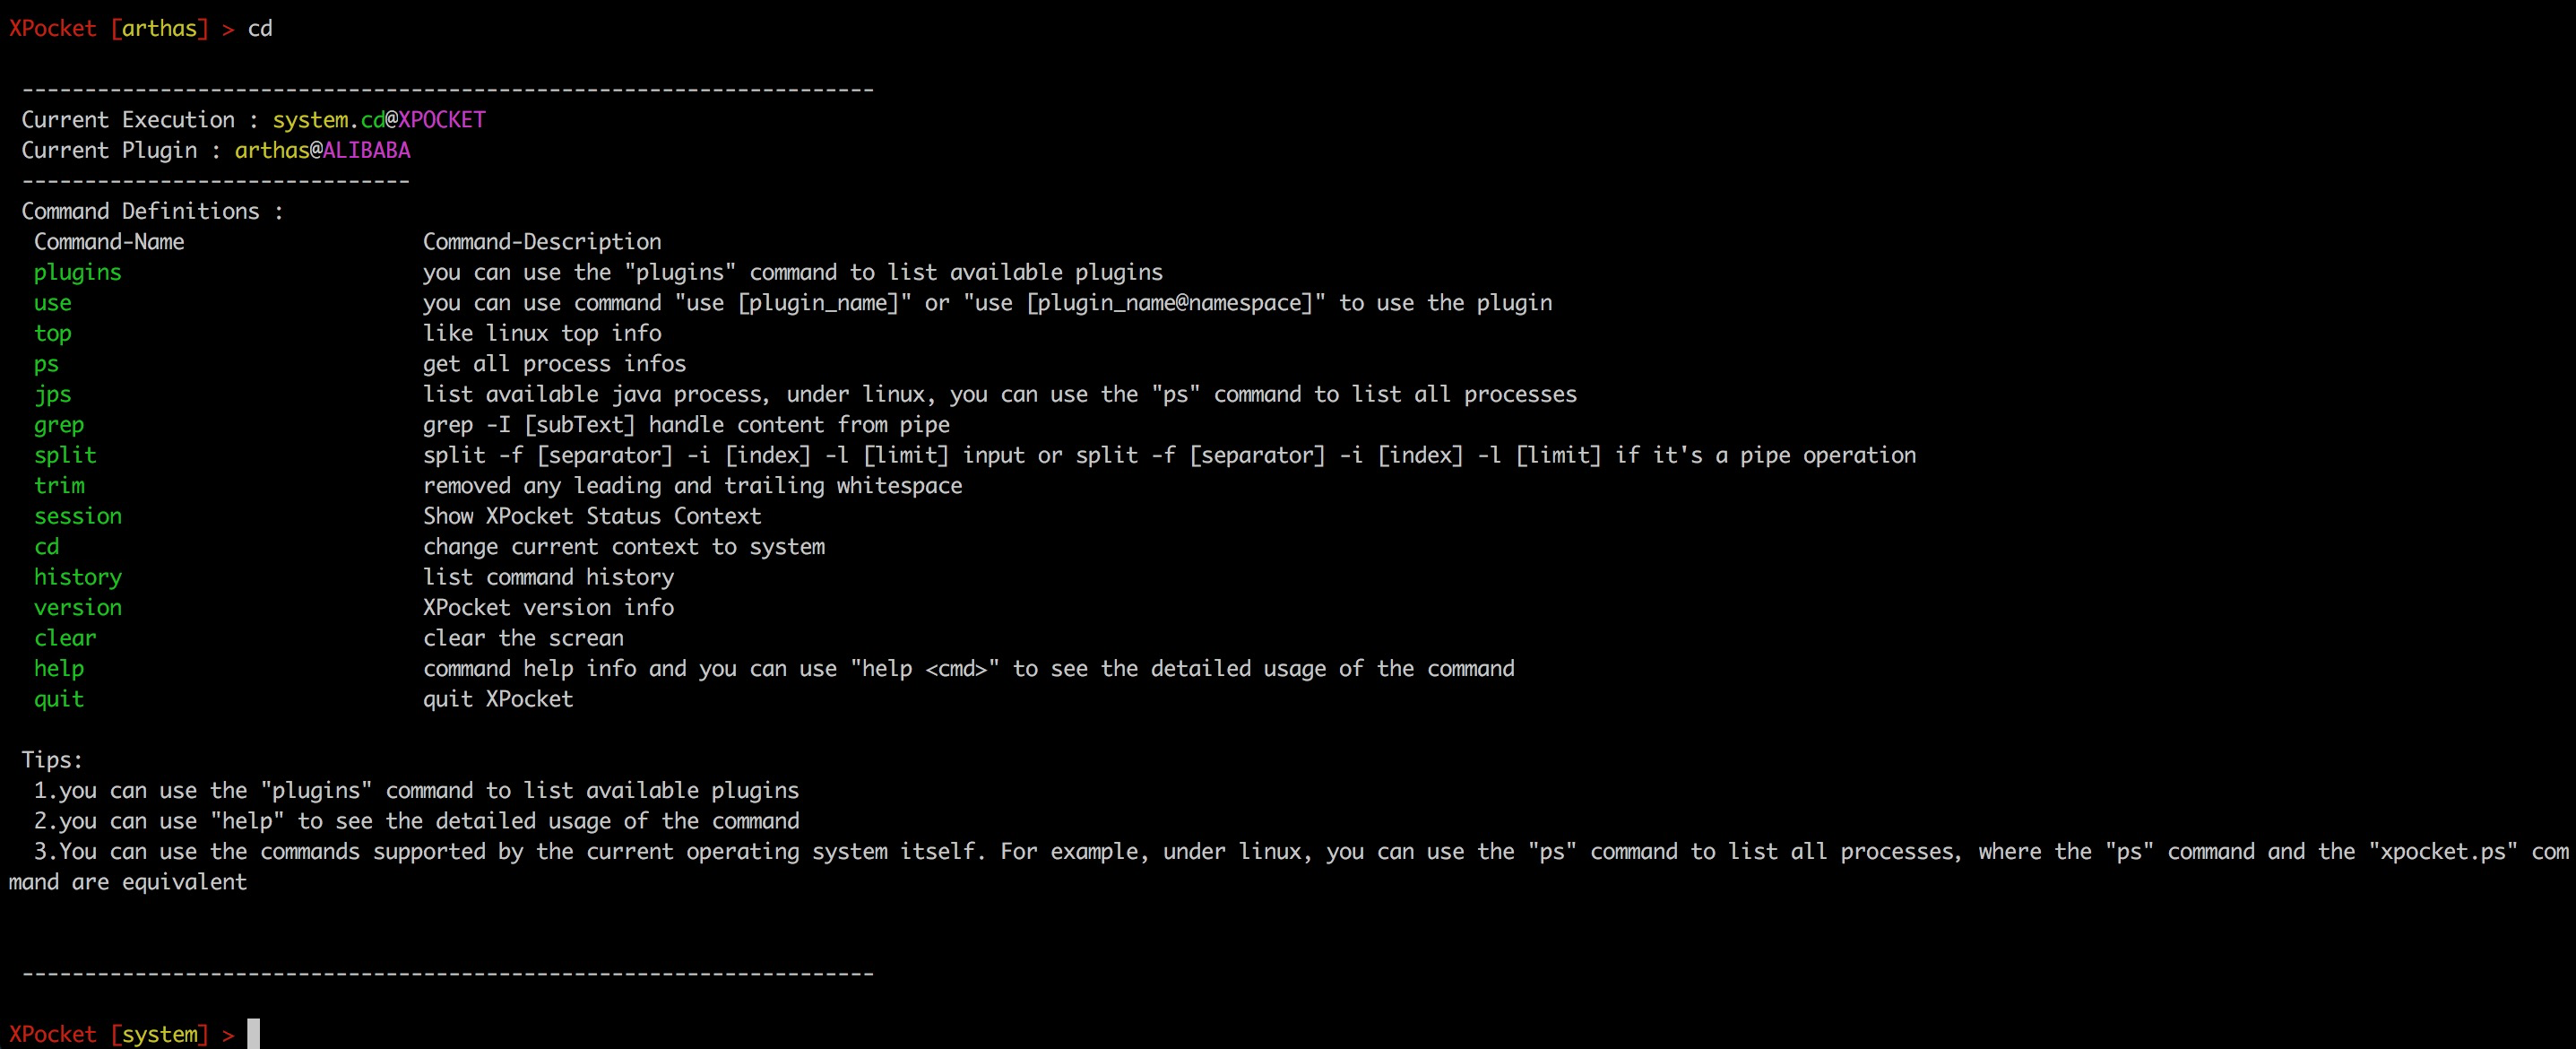 XPocket [arthas] > cd
--------------------------------------------------------------------
Current Execution : system.cd@XPOCKET
Current Plugin : arthas@ALIBABA
-------------------------------
Command Definitions :
Command-Name                   Command-Description
plugins                        you can use the "plugins" command to list available plugins
use                            you can use command "use [plugin_name]" or "use [plugin_name@namespace]" to use the plugin
top                            like linux top info
ps                             get all process infos
jps                            list available java process, under linux, you can use the "ps" command to list all processes
grep                           grep -I [subText] handle content from pipe
split                          split -f [separator] -i [index] -l [limit] input or split -f [separator] -i [index] -l [limit] if it's a pipe operation
trim                           removed any leading and trailing whitespace
session                        Show XPocket Status Context
cd                             change current context to system
history                        list command history
version                        XPocket version info
clear                          clear the screan
help                           command help info and you can use "help <cmd>" to see the detailed usage of the command
quit                           quit XPocket
Tips:
1.you can use the "plugins" command to list available plugins
2.you can use "help" to see the detailed usage of the command
3.You can use the commands supported by the current operating system itself. For example, under linux, you can use the "ps" command to list all processes, where the "ps" command and the "xpocket.ps" com
mand are equivalent
--------------------------------------------------------------------
XPocket [system] >